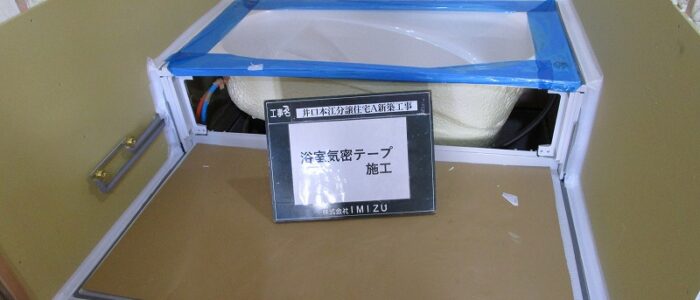 工事名 井口本江分譲住宅A新築工事
浴室気密テープ
施工
株式会社IMIZU